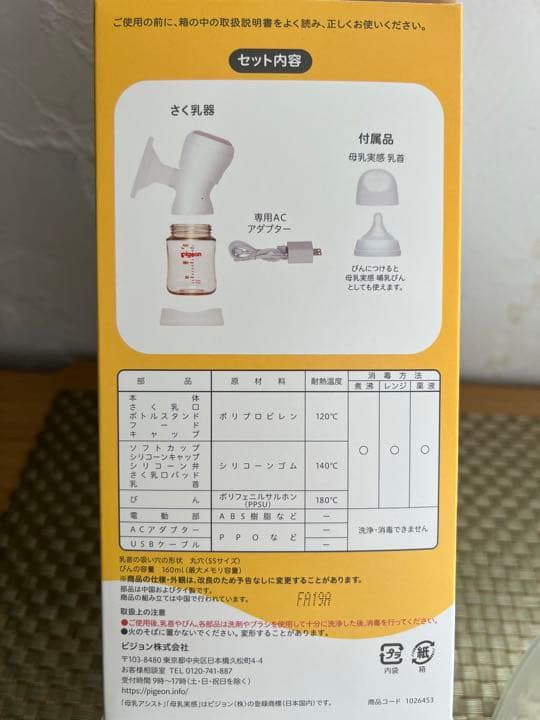 ご使用の前に、箱の中の取扱説明書をよく読み、正しくお使いください。
セット内容
さく乳器
付属品
母乳実感 乳首
専用AC
アダプター
pigeon
びんにつけると
母乳実感 哺乳びん
としても使えます。
部品 原材料 耐熱温度 消毒方法
煮沸 レンジ 薬液
本体
さく乳口
ボトルスタンド
フード
キャップ
ポリプロピレン 120℃
ソフトカップ
シリコーンキャップ
シリコーン弁
さく乳口パッド
乳首
シリコーンゴム 140℃
○ ○ ○
びん ポリフェニルサルホン(PPSU) 180℃
電動部 ABS樹脂など －
ACアダプター －
USBケーブル PPOなど －
洗浄・消毒できません
乳首の吸い穴の形状 丸穴(SSサイズ)
びんの容量 160ml(最大メモリ容量)
※商品の仕様・外観は、改良のため予告なしに変更することがあります。
部品は中国およびタイ製です。
商品の組み立ては中国で行われています。
FA19A
取扱上の注意
●ご使用後、乳首やびん、各部品は洗剤やブラシを使用して十分に洗浄した後、消毒を行ってください。
●火のそばに置かないでください。変形することがあります。
ピジョン株式会社
〒103-8480 東京都中央区日本橋久松町4-4
お客様相談室 TEL 0120-741-887
受付時間 9時〜17時(土・日・祝日を除く)
https://pigeon.info/
プラ
内袋
紙
箱
「母乳アシスト」「母乳実感」はピジョン(株)の登録商標(日本国内)です。
商品コード 1026453